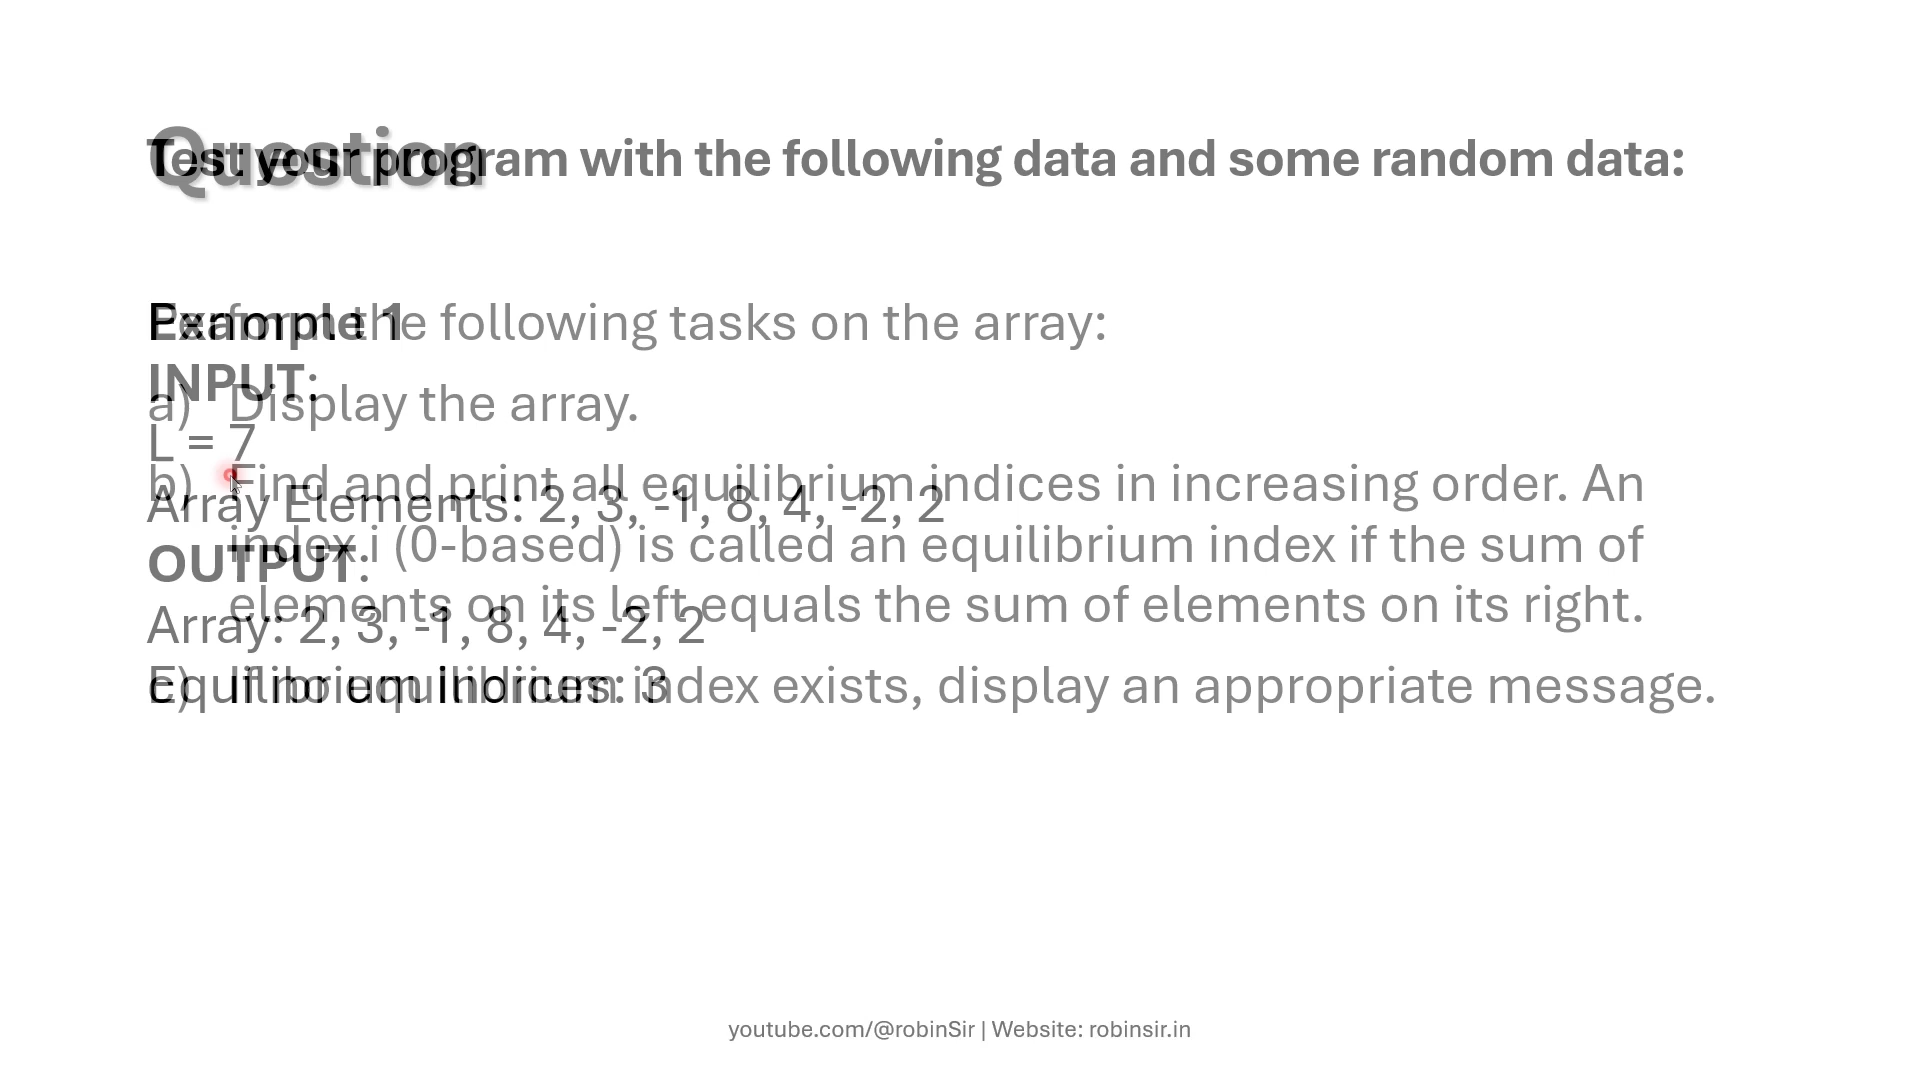 Question
Perform the following tasks on the array:
a) Display the array.
b) Find and print all equilibrium indices in increasing order. An
index i (0-based) is called an equilibrium index if the sum of
elements on its left equals the sum of elements on its right.
c) If no equilibrium index exists, display an appropriate message.
Test your program with the following data and some random data:
Example 1
INPUT:
L = 7
Array Elements: 2, 3, -1, 8, 4, -2, 2
OUTPUT:
Array: 2, 3, -1, 8, 4, -2, 2
Equilibrium indices: 3
youtube.com/@robinSir | Website: robinsir.in